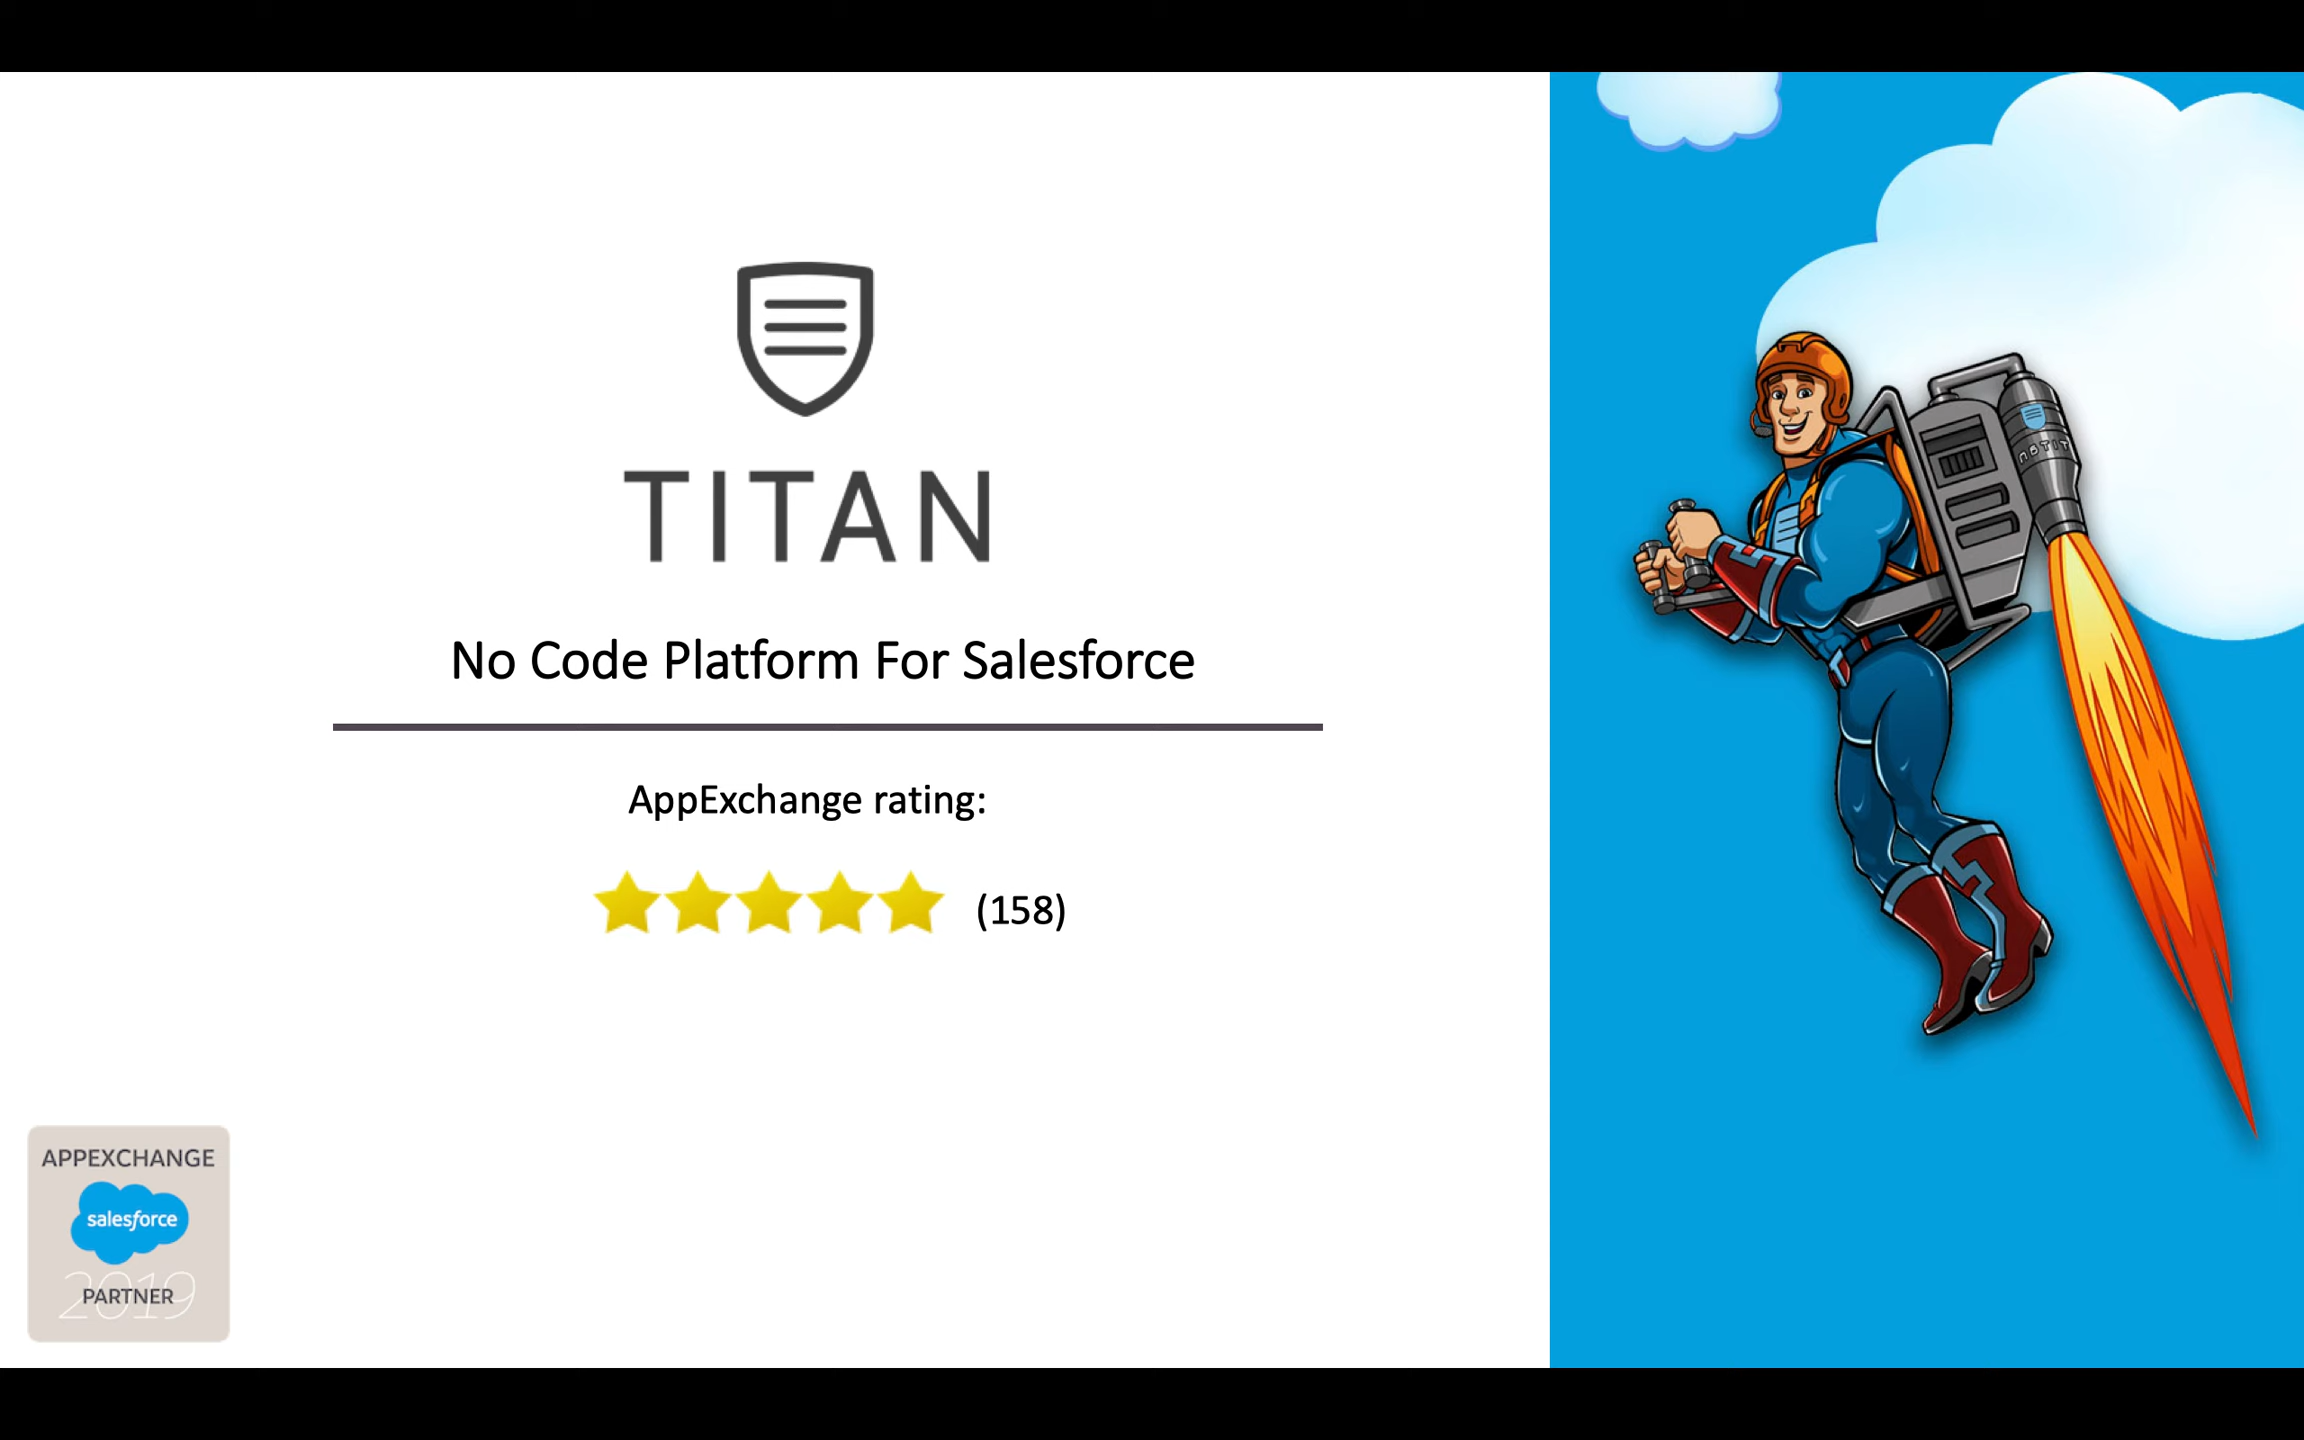 TITAN
No Code Platform For Salesforce
AppExchange rating:
(158)
APPEXCHANGE
salesforce
2019
PARTNER